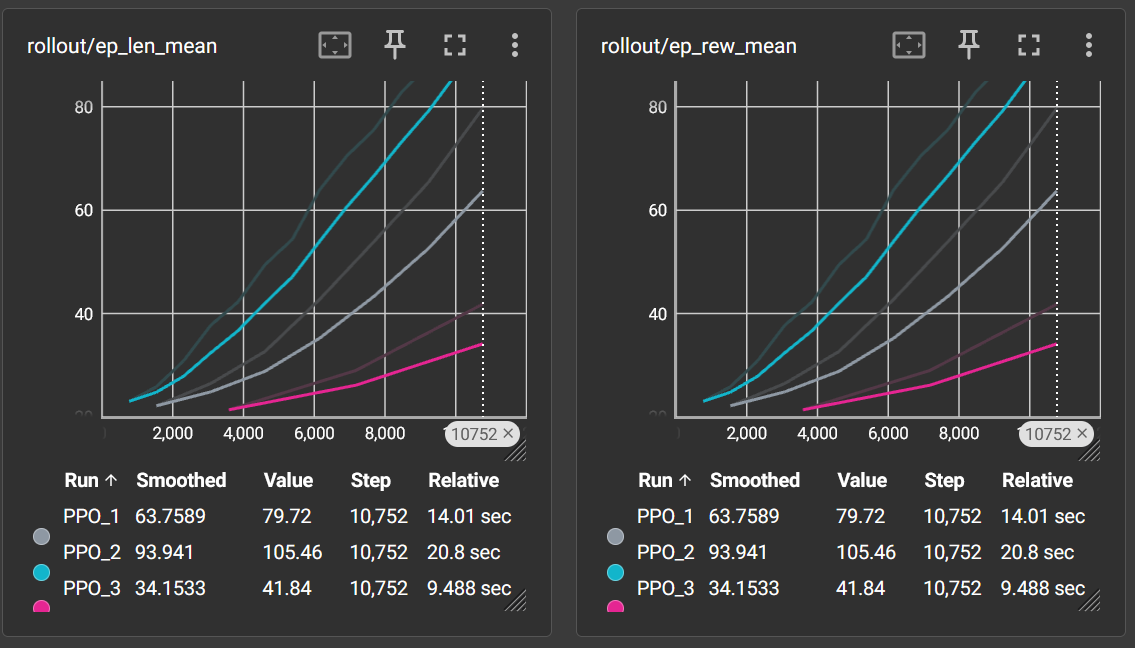 rollout/ep_len_mean
80
60
40
20
2,000 4,000 6,000 8,000 10752 ×
Run ↑ Smoothed Value Step Relative
PPO_1 63.7589 79.72 10,752 14.01 sec
PPO_2 93.941 105.46 10,752 20.8 sec
PPO_3 34.1533 41.84 10,752 9.488 sec
rollout/ep_rew_mean
80
60
40
20
2,000 4,000 6,000 8,000 10752 ×
Run ↑ Smoothed Value Step Relative
PPO_1 63.7589 79.72 10,752 14.01 sec
PPO_2 93.941 105.46 10,752 20.8 sec
PPO_3 34.1533 41.84 10,752 9.488 sec